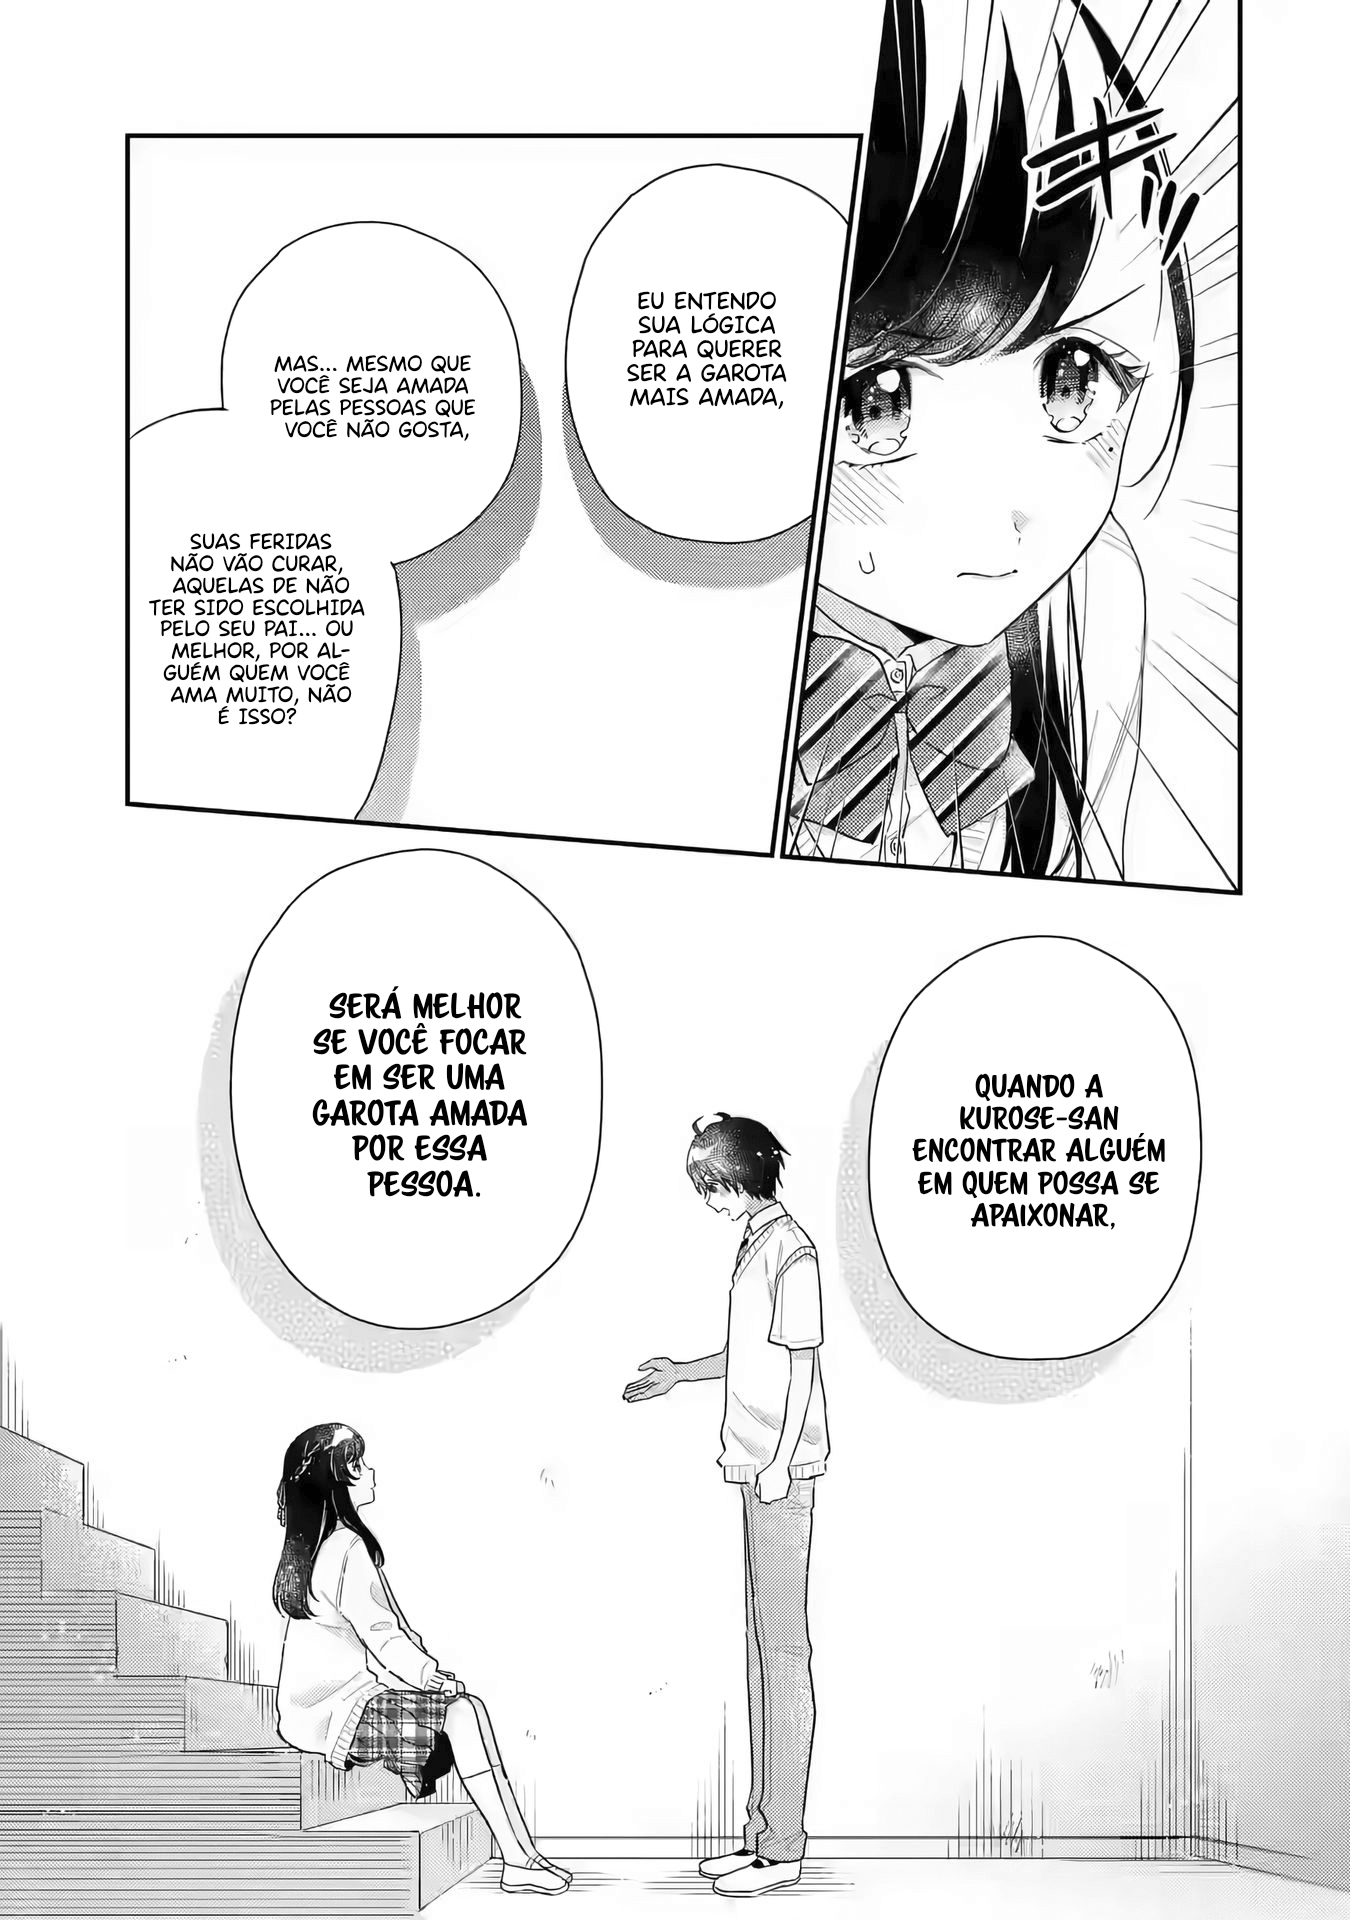 EU ENTENDO
SUA LÓGICA
PARA QUERER
SER A GAROTA
MAIS AMADA,
MAS... MESMO QUE
VOCÊ SEJA AMADA
PELAS PESSOAS QUE
VOCÊ NÃO GOSTA,
SUAS FERIDAS
NÃO VÃO CURAR,
AQUELAS DE NÃO
TER SIDO ESCOLHIDA
PELO SEU PAI... OU
MELHOR, POR AL-
GUÉM QUEM VOCÊ
AMA MUITO, NÃO
É ISSO?
QUANDO A
KUROSE-SAN
ENCONTRAR ALGUÉM
EM QUEM POSSA SE
APAIXONAR,
SERÁ MELHOR
SE VOCÊ FOCAR
EM SER UMA
GAROTA AMADA
POR ESSA
PESSOA.